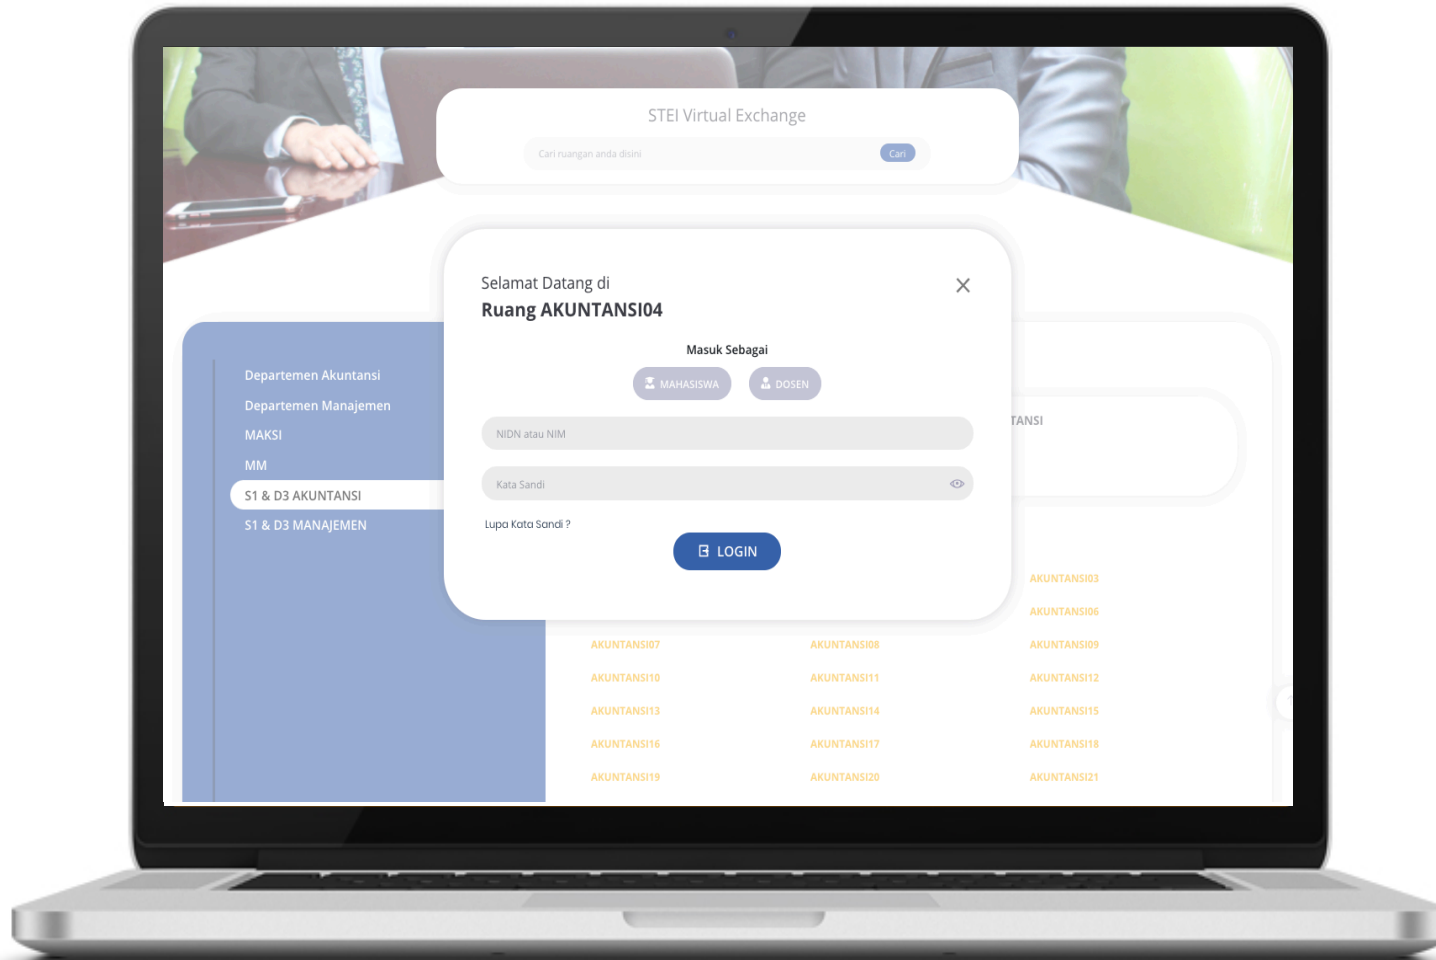 STEI Virtual Exchange
Cari ruangan anda disini
Cari
Selamat Datang di
Ruang AKUNTANSI04
Masuk Sebagai
MAHASISWA
DOSEN
NIDN atau NIM
Kata Sandi
Lupa Kata Sandi ?
LOGIN
Departemen Akuntansi
Departemen Manajemen
MAKSI
MM
S1 & D3 AKUNTANSI
S1 & D3 MANAJEMEN
TANSI
AKUNTANSI03
AKUNTANSI06
AKUNTANSI07 AKUNTANSI08 AKUNTANSI09
AKUNTANSI10 AKUNTANSI11 AKUNTANSI12
AKUNTANSI13 AKUNTANSI14 AKUNTANSI15
AKUNTANSI16 AKUNTANSI17 AKUNTANSI18
AKUNTANSI19 AKUNTANSI20 AKUNTANSI21